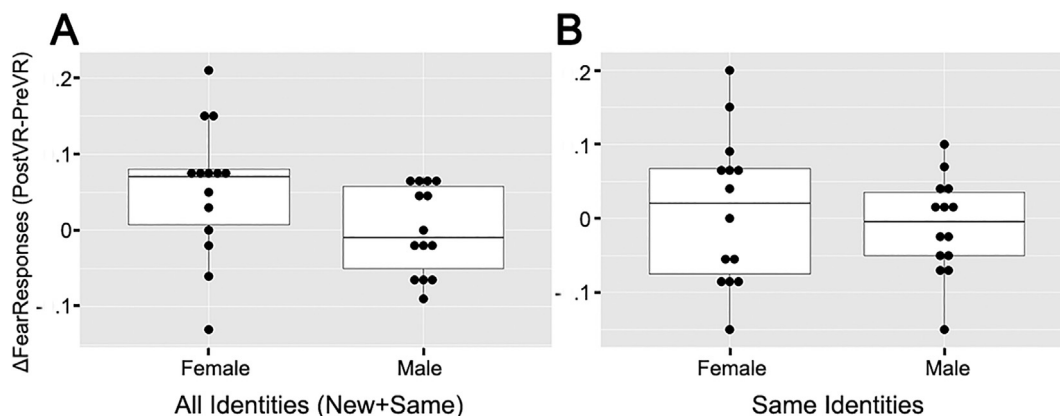 A
B
ΔFearResponses (PostVR-PreVR)
.2
.1
0
- .1
.2
.1
0
- .1
Female
Male
Female
Male
All Identities (New+Same)
Same Identities